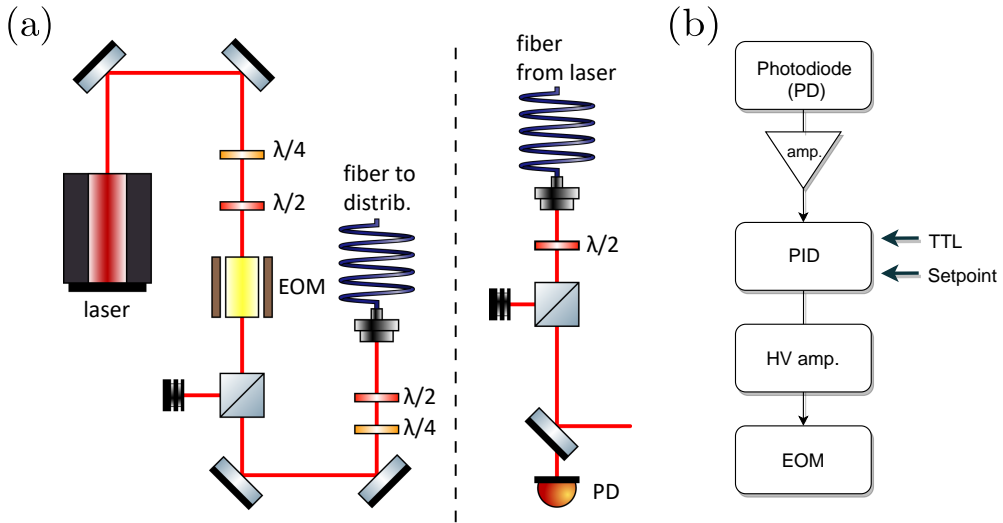 (a)
λ/4
λ/2
EOM
laser
fiber to
distrib.
λ/2
λ/4
fiber
from laser
λ/2
PD
(b)
Photodiode
(PD)
amp.
PID
TTL
Setpoint
HV amp.
EOM